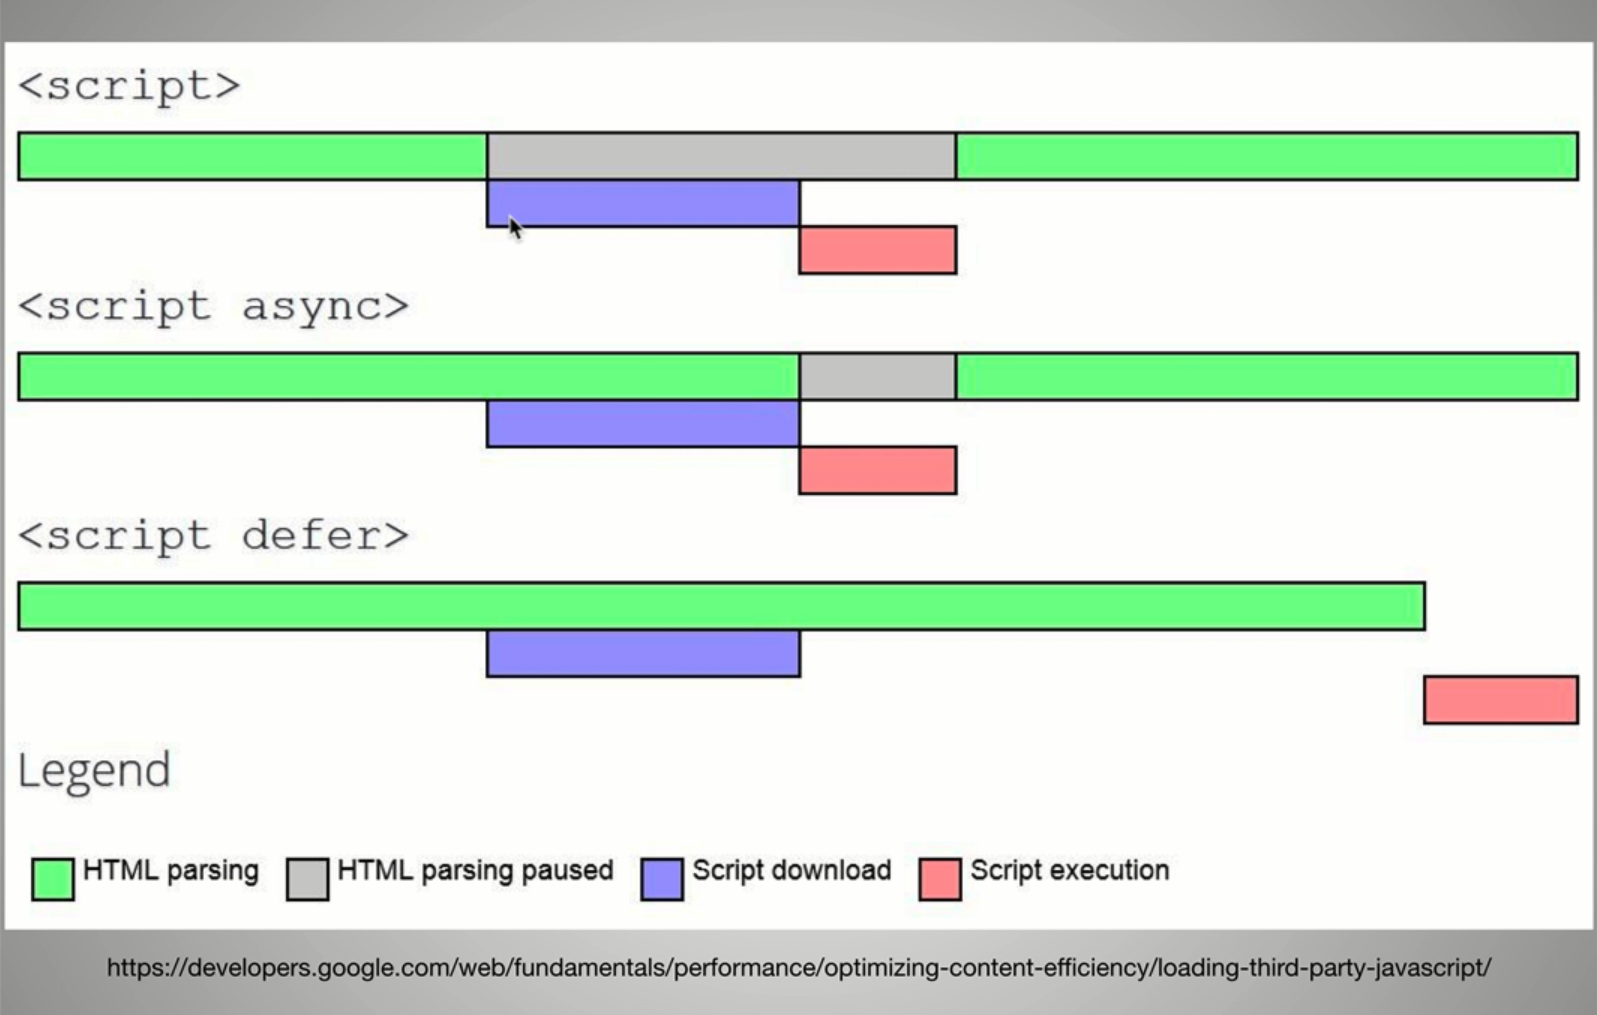 <script>
<script async>
<script defer>
Legend
HTML parsing HTML parsing paused Script download Script execution
https://developers.google.com/web/fundamentals/performance/optimizing-content-efficiency/loading-third-party-javascript/